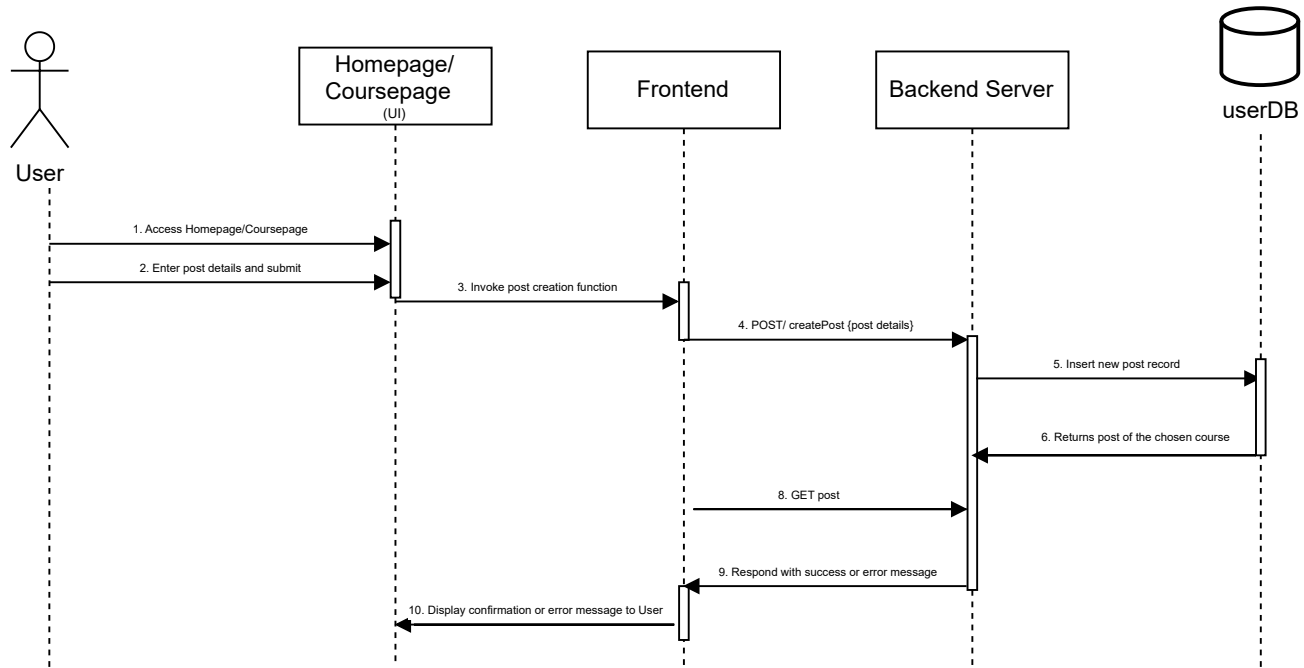 Homepage/
Coursepage
(UI)
Frontend
Backend Server
userDB
User
1. Access Homepage/Coursepage
2. Enter post details and submit
3. Invoke post creation function
4. POST/ createPost {post details}
5. Insert new post record
6. Returns post of the chosen course
8. GET post
9. Respond with success or error message
10. Display confirmation or error message to User